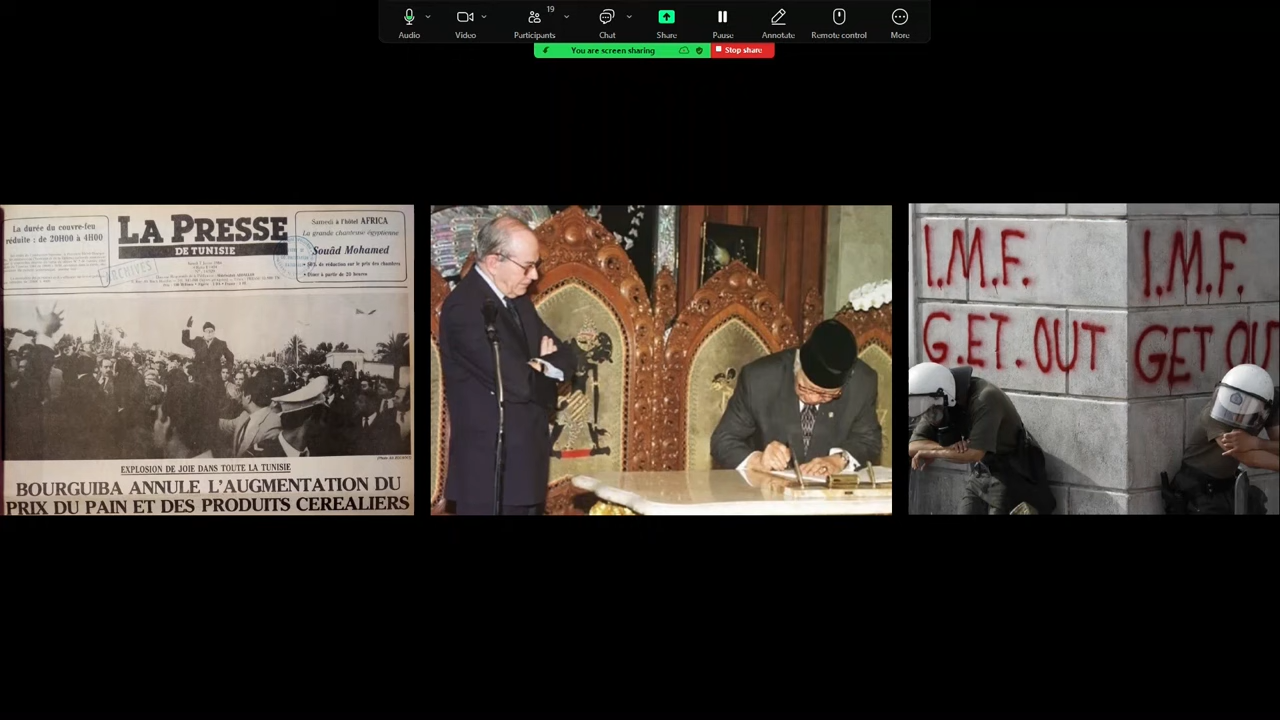 19
Audio
Video
Participants
Chat
Share
Pause
Annotate
Remote control
More
You are screen sharing
Stop share
La durée du couvre-feu
réduite : de 20H00 à 4H00
LA PRESSE
DE TUNISIE
ARCHIVES
Samedi à l'hôtel AFRICA
La grande chanteuse égyptienne
Souâd Mohamed
EXPLOSION DE JOIE DANS TOUTE LA TUNISIE
BOURGUIBA ANNULE L'AUGMENTATION DU
PRIX DU PAIN ET DES PRODUITS CEREALIERS
I.M.F.
G.ET. OUT
I.M.F.
GET OU